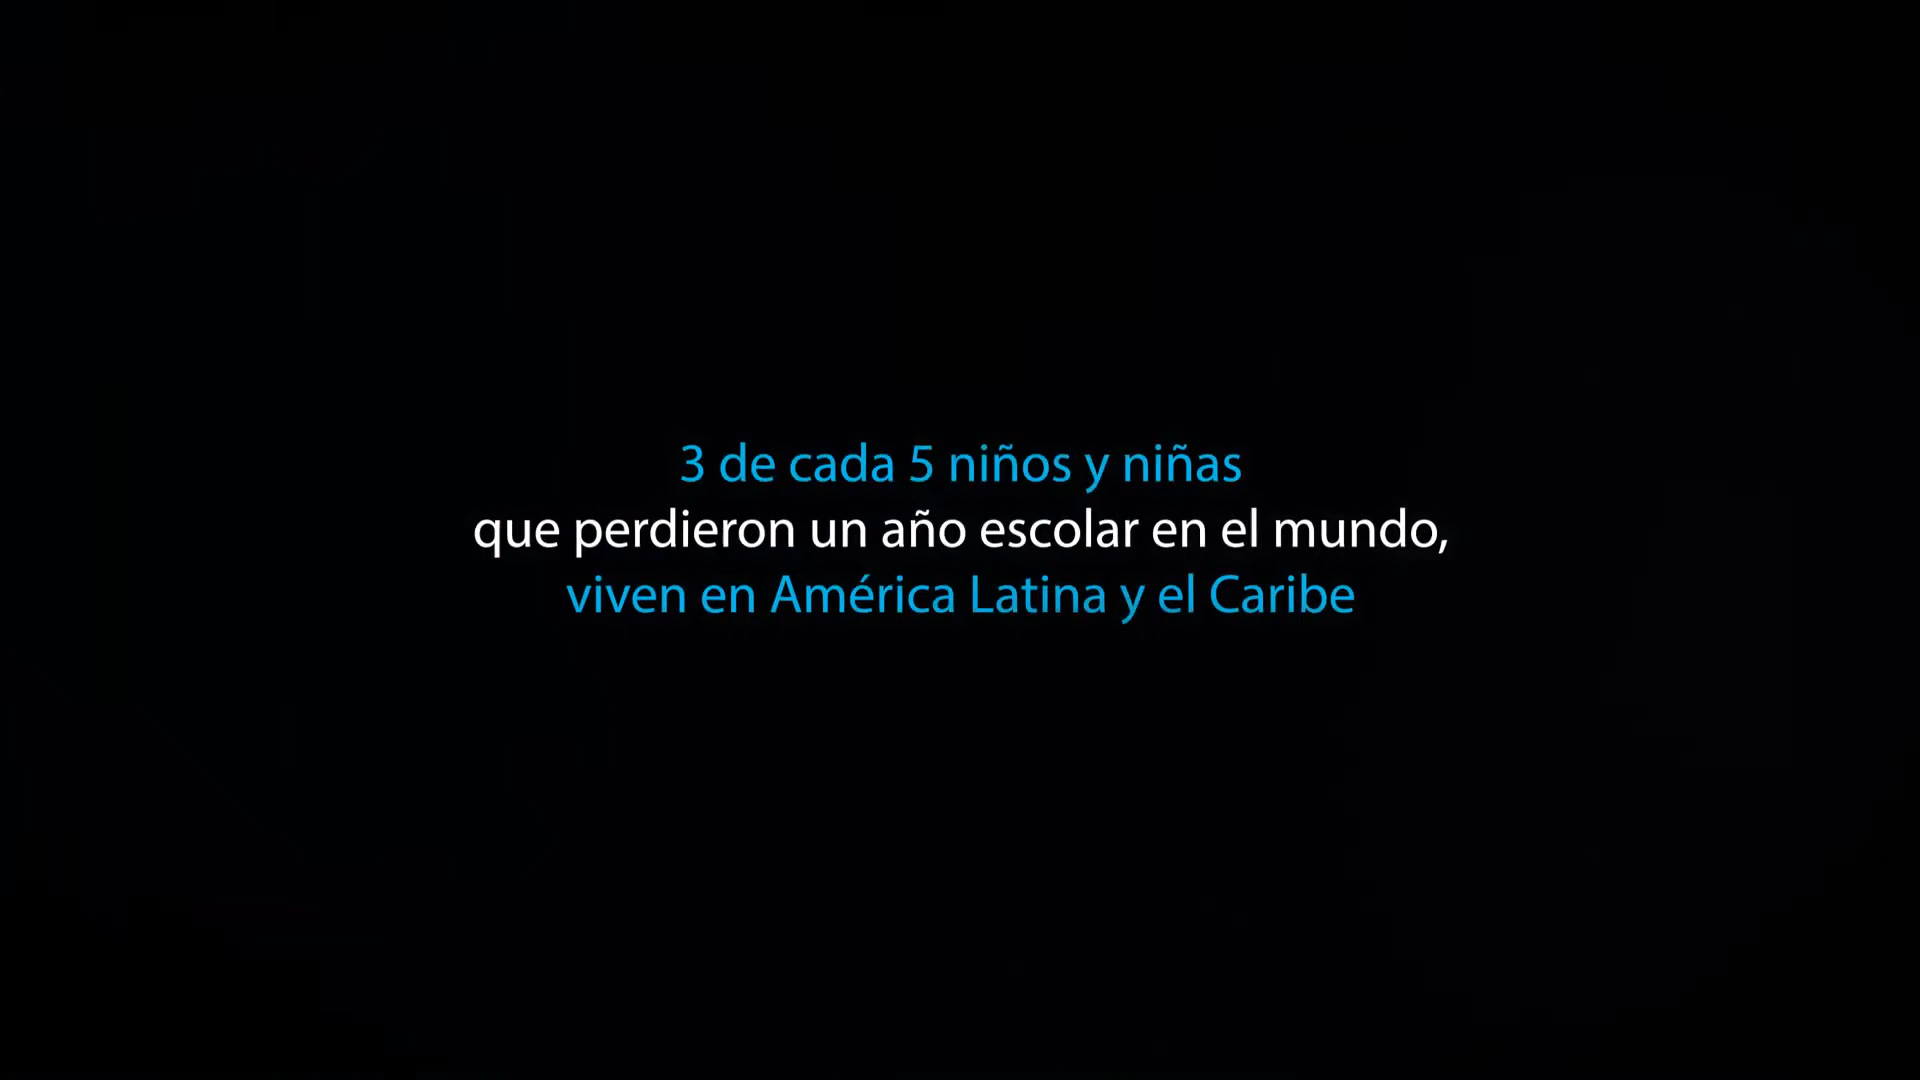 3 de cada 5 niños y niñas
que perdieron un año escolar en el mundo,
viven en América Latina y el Caribe